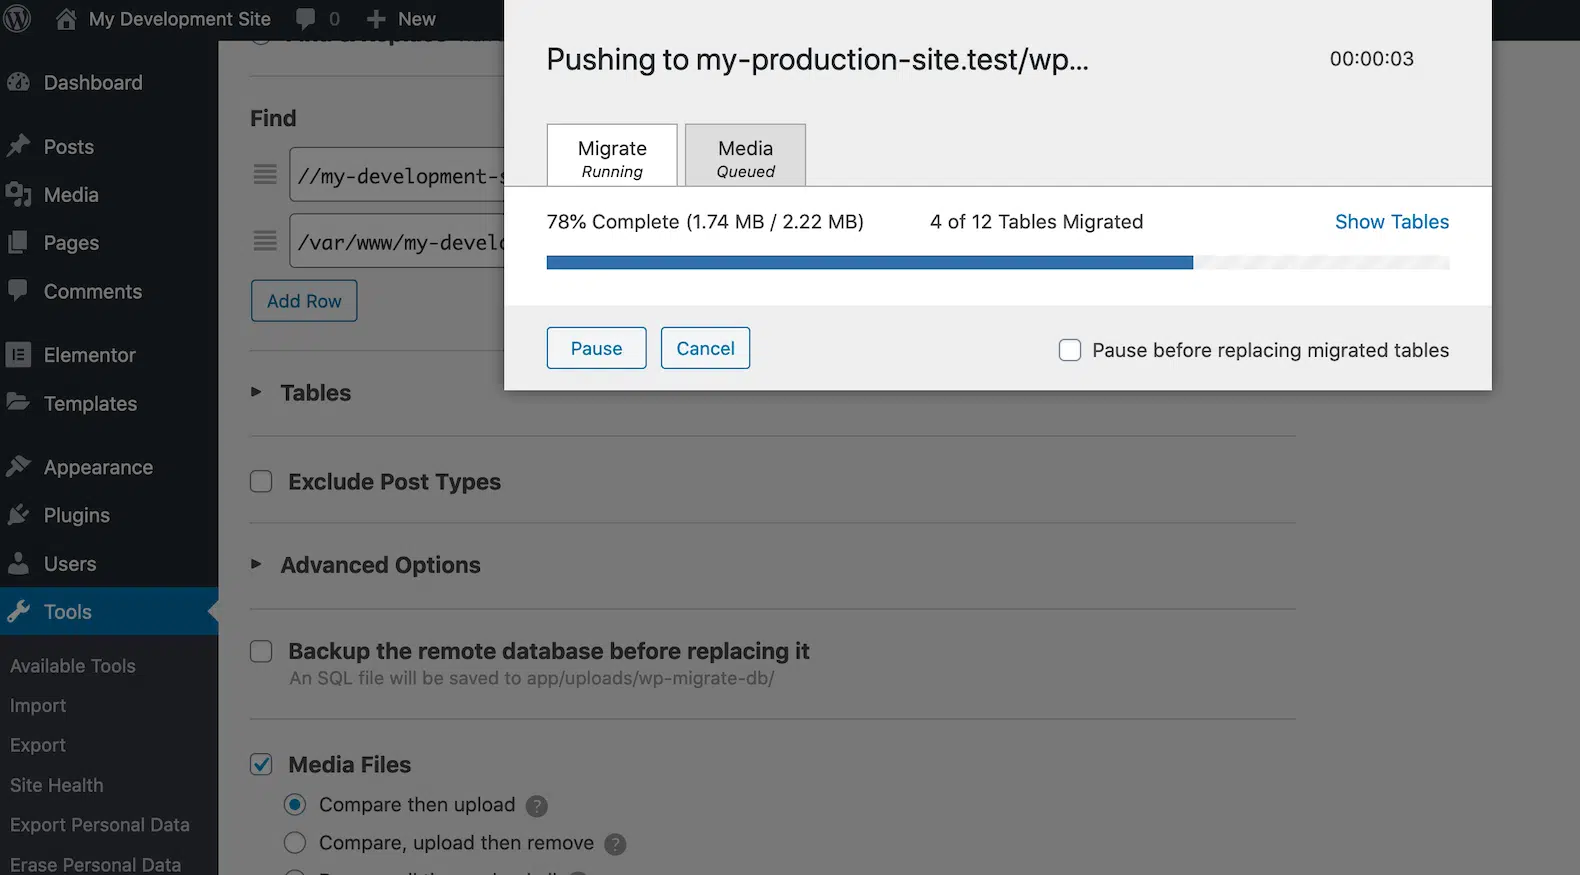 My Development Site 0 New
Dashboard
Posts
Media
Pages
Comments
Elementor
Templates
Appearance
Plugins
Users
Tools
Available Tools
Import
Export
Site Health
Export Personal Data
Erase Personal Data
Find
//my-development-s
/var/www/my-develo
Add Row
Tables
Exclude Post Types
Advanced Options
Backup the remote database before replacing it
An SQL file will be saved to app/uploads/wp-migrate-db/
Media Files
Compare then upload ?
Compare, upload then remove ?
Pushing to my-production-site.test/wp... 00:00:03
Migrate
Running
Media
Queued
78% Complete (1.74 MB / 2.22 MB) 4 of 12 Tables Migrated Show Tables
Pause Cancel Pause before replacing migrated tables